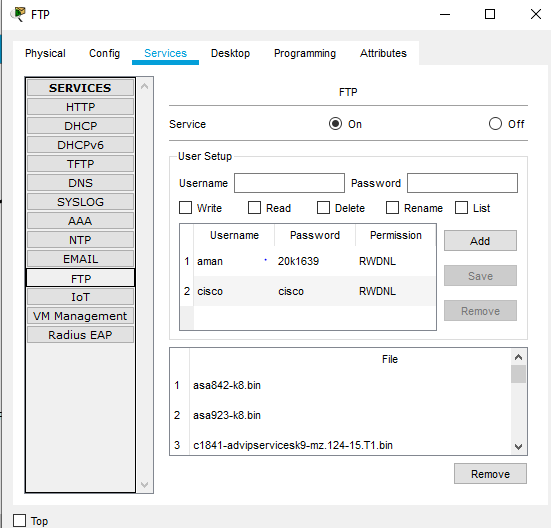 FTP
Physical Config Services Desktop Programming Attributes
SERVICES
HTTP
DHCP
DHCPv6
TFTP
DNS
SYSLOG
AAA
NTP
EMAIL
FTP
IoT
VM Management
Radius EAP
FTP
Service On Off
User Setup
Username Password
Write Read Delete Rename List
Username Password Permission
1 aman 20k1639 RWDNL
2 cisco cisco RWDNL
Add
Save
Remove
File
1 asa842-k8.bin
2 asa923-k8.bin
3 c1841-advipservicesk9-mz.124-15.T1.bin
Remove
Top